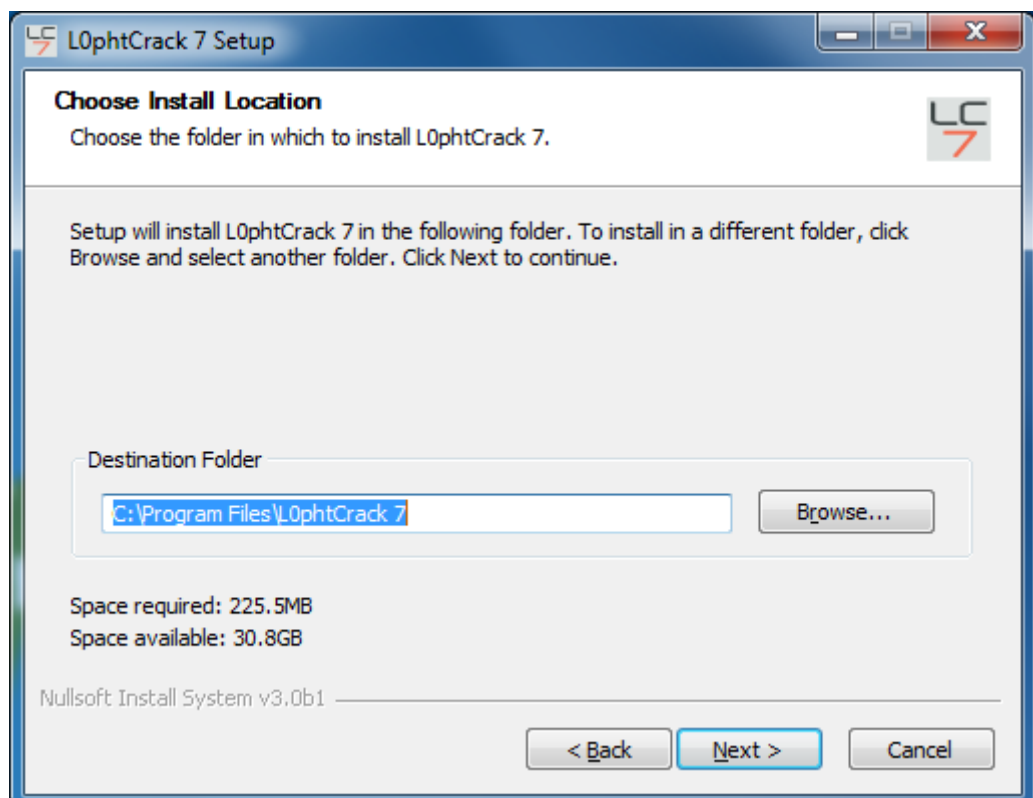 L0phtCrack 7 Setup
Choose Install Location
Choose the folder in which to install L0phtCrack 7.
LC
7
Setup will install L0phtCrack 7 in the following folder. To install in a different folder, click
Browse and select another folder. Click Next to continue.
Destination Folder
C:\Program Files\L0phtCrack 7
Browse...
Space required: 225.5MB
Space available: 30.8GB
Nullsoft Install System v3.0b1
< Back
Next >
Cancel